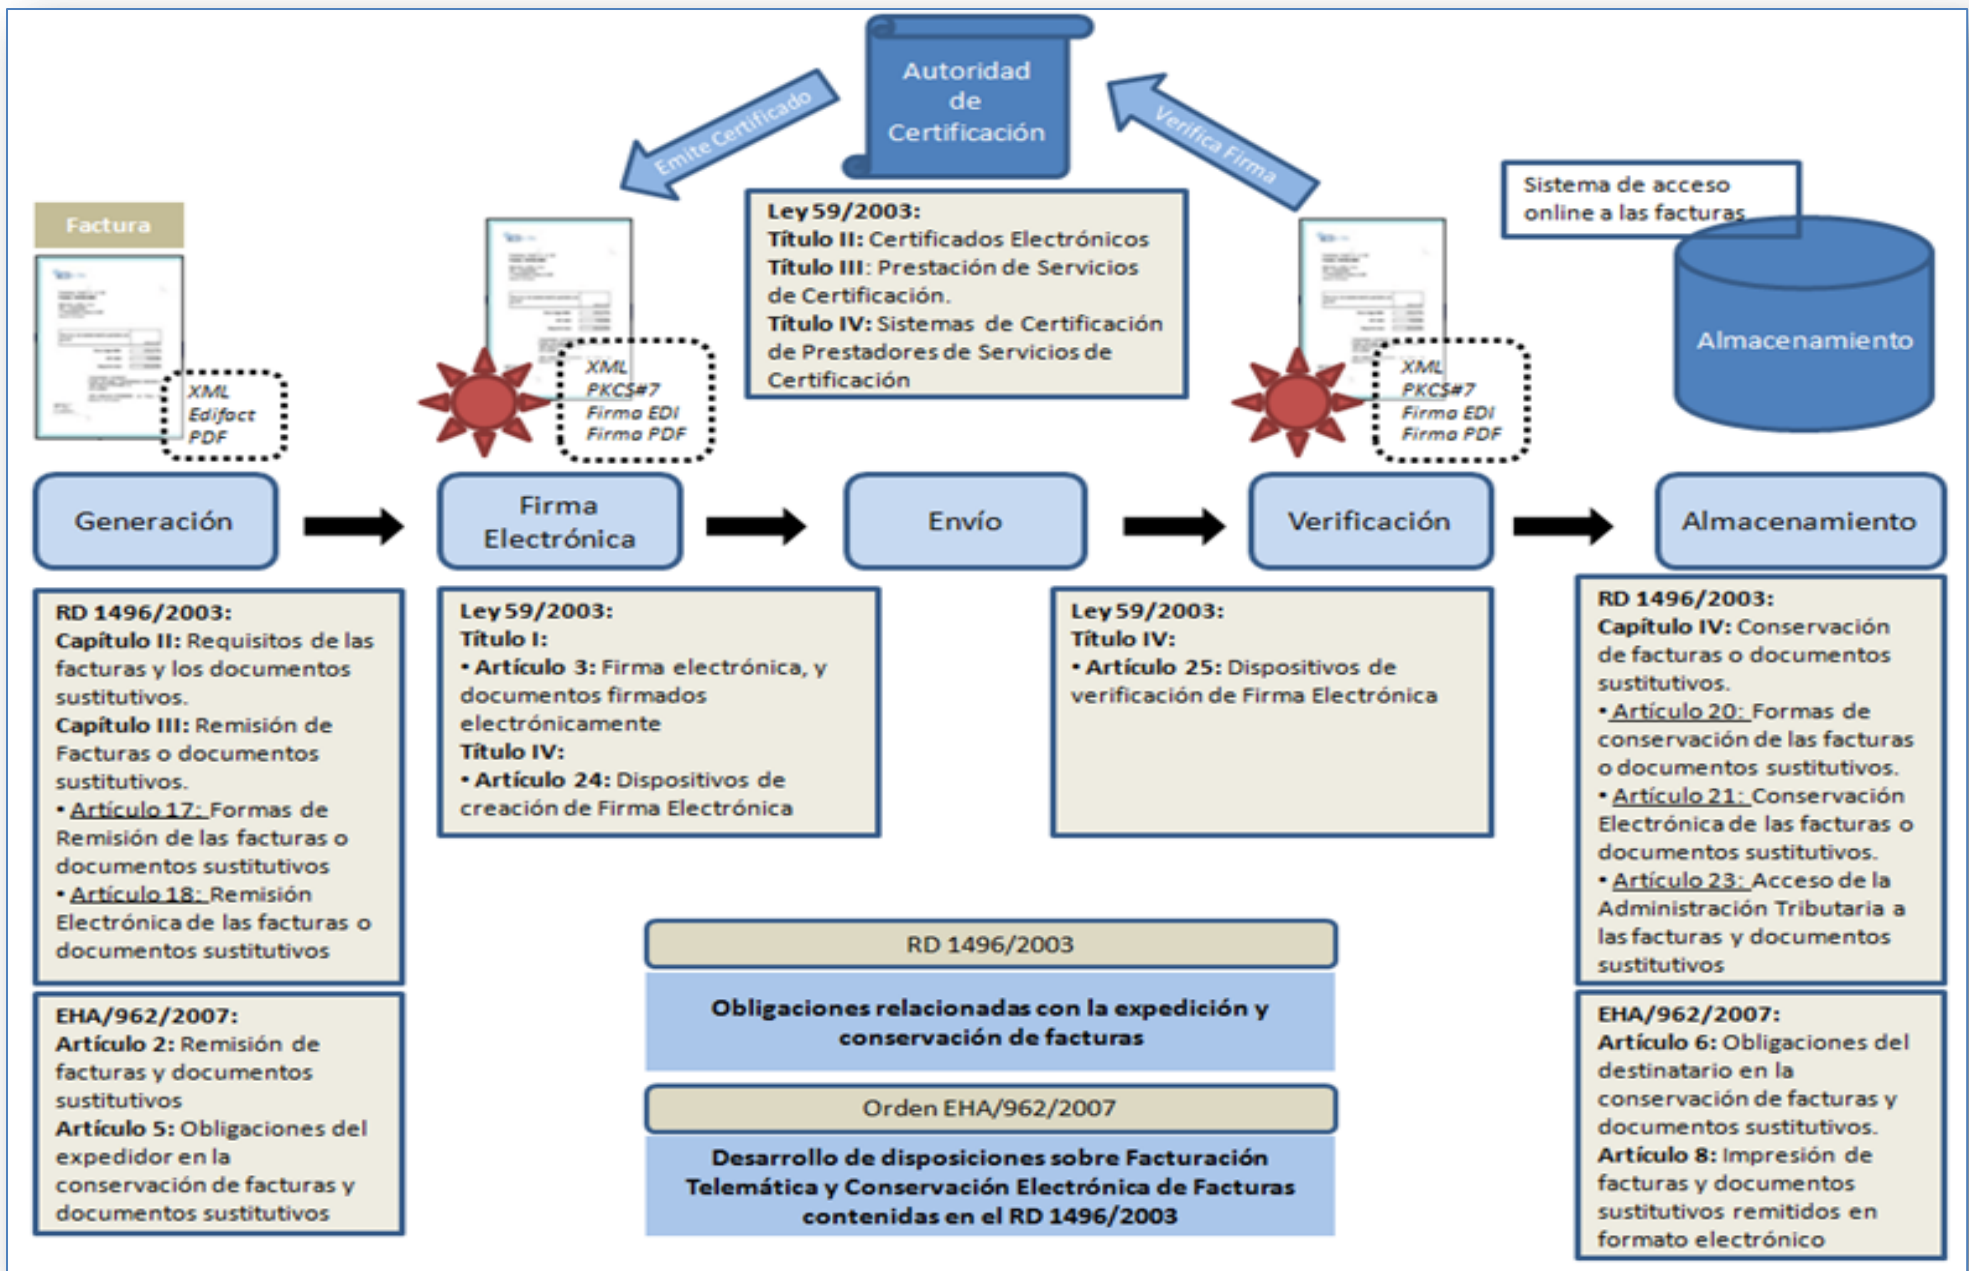 Autoridad
de
Certificación
Emite Certificado
Verifica Firma
Sistema de acceso
online a las facturas
Factura
Ley 59/2003:
Título II: Certificados Electrónicos
Título III: Prestación de Servicios
de Certificación.
Título IV: Sistemas de Certificación
de Prestadores de Servicios de
Certificación
XML
Edifact
PDF
XML
PKCS#7
Firma EDI
Firma PDF
XML
PKCS#7
Firma EDI
Firma PDF
Almacenamiento
Generación
Firma
Electrónica
Envío
Verificación
Almacenamiento
RD 1496/2003:
Capítulo II: Requisitos de las
facturas y los documentos
sustitutivos.
Capítulo III: Remisión de
Facturas o documentos
sustitutivos.
• Artículo 17: Formas de
Remisión de las facturas o
documentos sustitutivos
• Artículo 18: Remisión
Electrónica de las facturas o
documentos sustitutivos
EHA/962/2007:
Artículo 2: Remisión de
facturas y documentos
sustitutivos
Artículo 5: Obligaciones del
expedidor en la
conservación de facturas y
documentos sustitutivos
Ley 59/2003:
Título I:
• Artículo 3: Firma electrónica, y
documentos firmados
electrónicamente
Título IV:
• Artículo 24: Dispositivos de
creación de Firma Electrónica
Ley 59/2003:
Título IV:
• Artículo 25: Dispositivos de
verificación de Firma Electrónica
RD 1496/2003
Obligaciones relacionadas con la expedición y
conservación de facturas
Orden EHA/962/2007
Desarrollo de disposiciones sobre Facturación
Telemática y Conservación Electrónica de Facturas
contenidas en el RD 1496/2003
RD 1496/2003:
Capítulo IV: Conservación
de facturas o documentos
sustitutivos.
• Artículo 20: Formas de
conservación de las facturas
o documentos sustitutivos.
• Artículo 21: Conservación
Electrónica de las facturas o
documentos sustitutivos.
• Artículo 23: Acceso de la
Administración Tributaria a
las facturas y documentos
sustitutivos
EHA/962/2007:
Artículo 6: Obligaciones del
destinatario en la
conservación de facturas y
documentos sustitutivos.
Artículo 8: Impresión de
facturas y documentos
sustitutivos remitidos en
formato electrónico